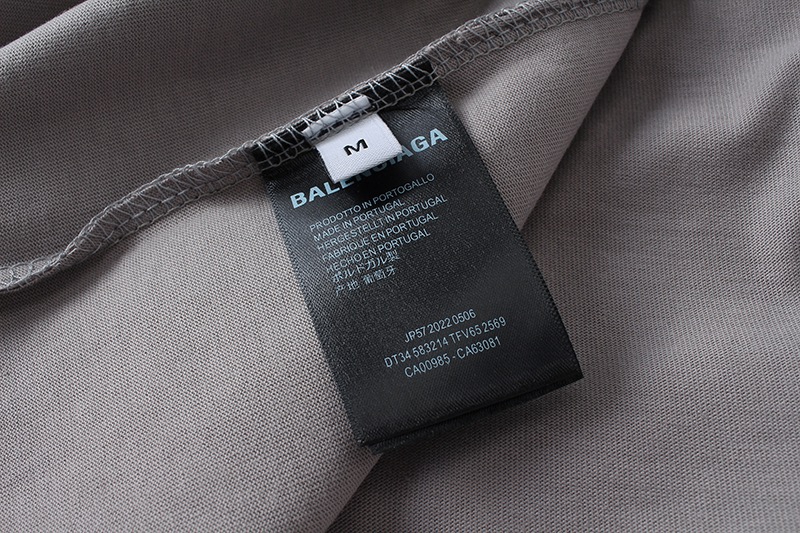 M
BALENCIAGA
PRODOTTO IN PORTOGALLO
MADE IN PORTUGAL
HERGESTELLT IN PORTUGAL
FABRIQUE EN PORTUGAL
HECHO EN PORTUGAL
ポルトガル製
产地 葡萄牙
JP57 2022 0506
DT34 583214 TFV65 2569
CA00985 - CA63081